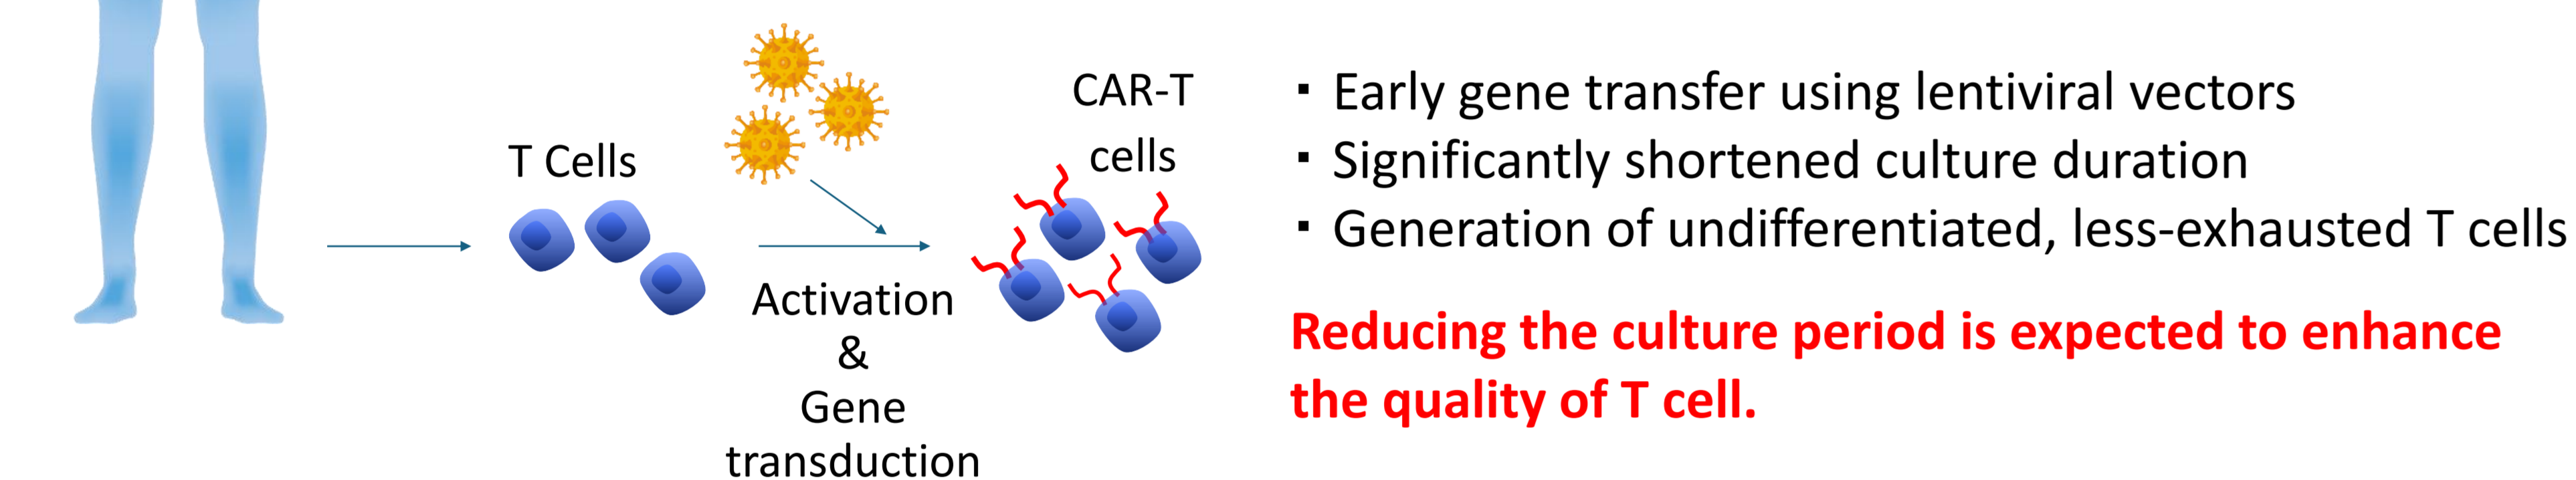 T Cells
Activation
&
Gene
transduction
CAR-T
cells
▪ Early gene transfer using lentiviral vectors
▪ Significantly shortened culture duration
▪ Generation of undifferentiated, less-exhausted T cells
Reducing the culture period is expected to enhance
the quality of T cell.